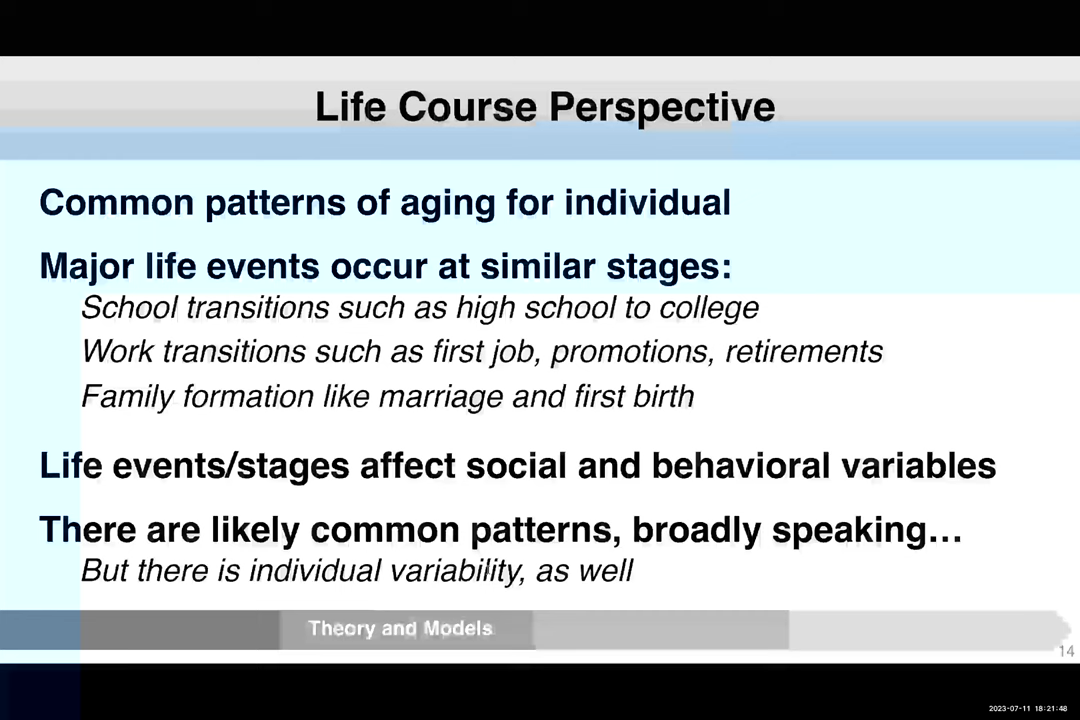 Life Course Perspective
Common patterns of aging for individual
Major life events occur at similar stages:
School transitions such as high school to college
Work transitions such as first job, promotions, retirements
Family formation like marriage and first birth
Life events/stages affect social and behavioral variables
There are likely common patterns, broadly speaking…
But there is individual variability, as well
Theory and Models
14
2023-07-11 18:21:48